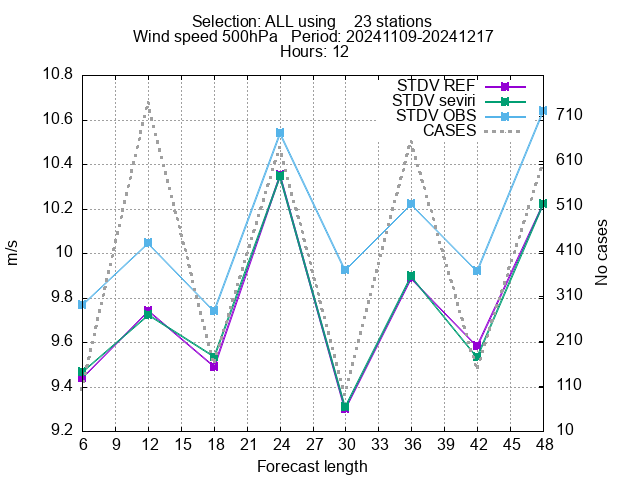 Selection: ALL using 23 stations
Wind speed 500hPa Period: 20241109-20241217
Hours: 12
STDV REF
STDV seviri
STDV OBS
CASES
10.8
10.6
10.4
10.2
10
9.8
9.6
9.4
9.2
m/s
710
610
510
410
310
210
110
10
No cases
6 9 12 15 18 21 24 27 30 33 36 39 42 45 48
Forecast length